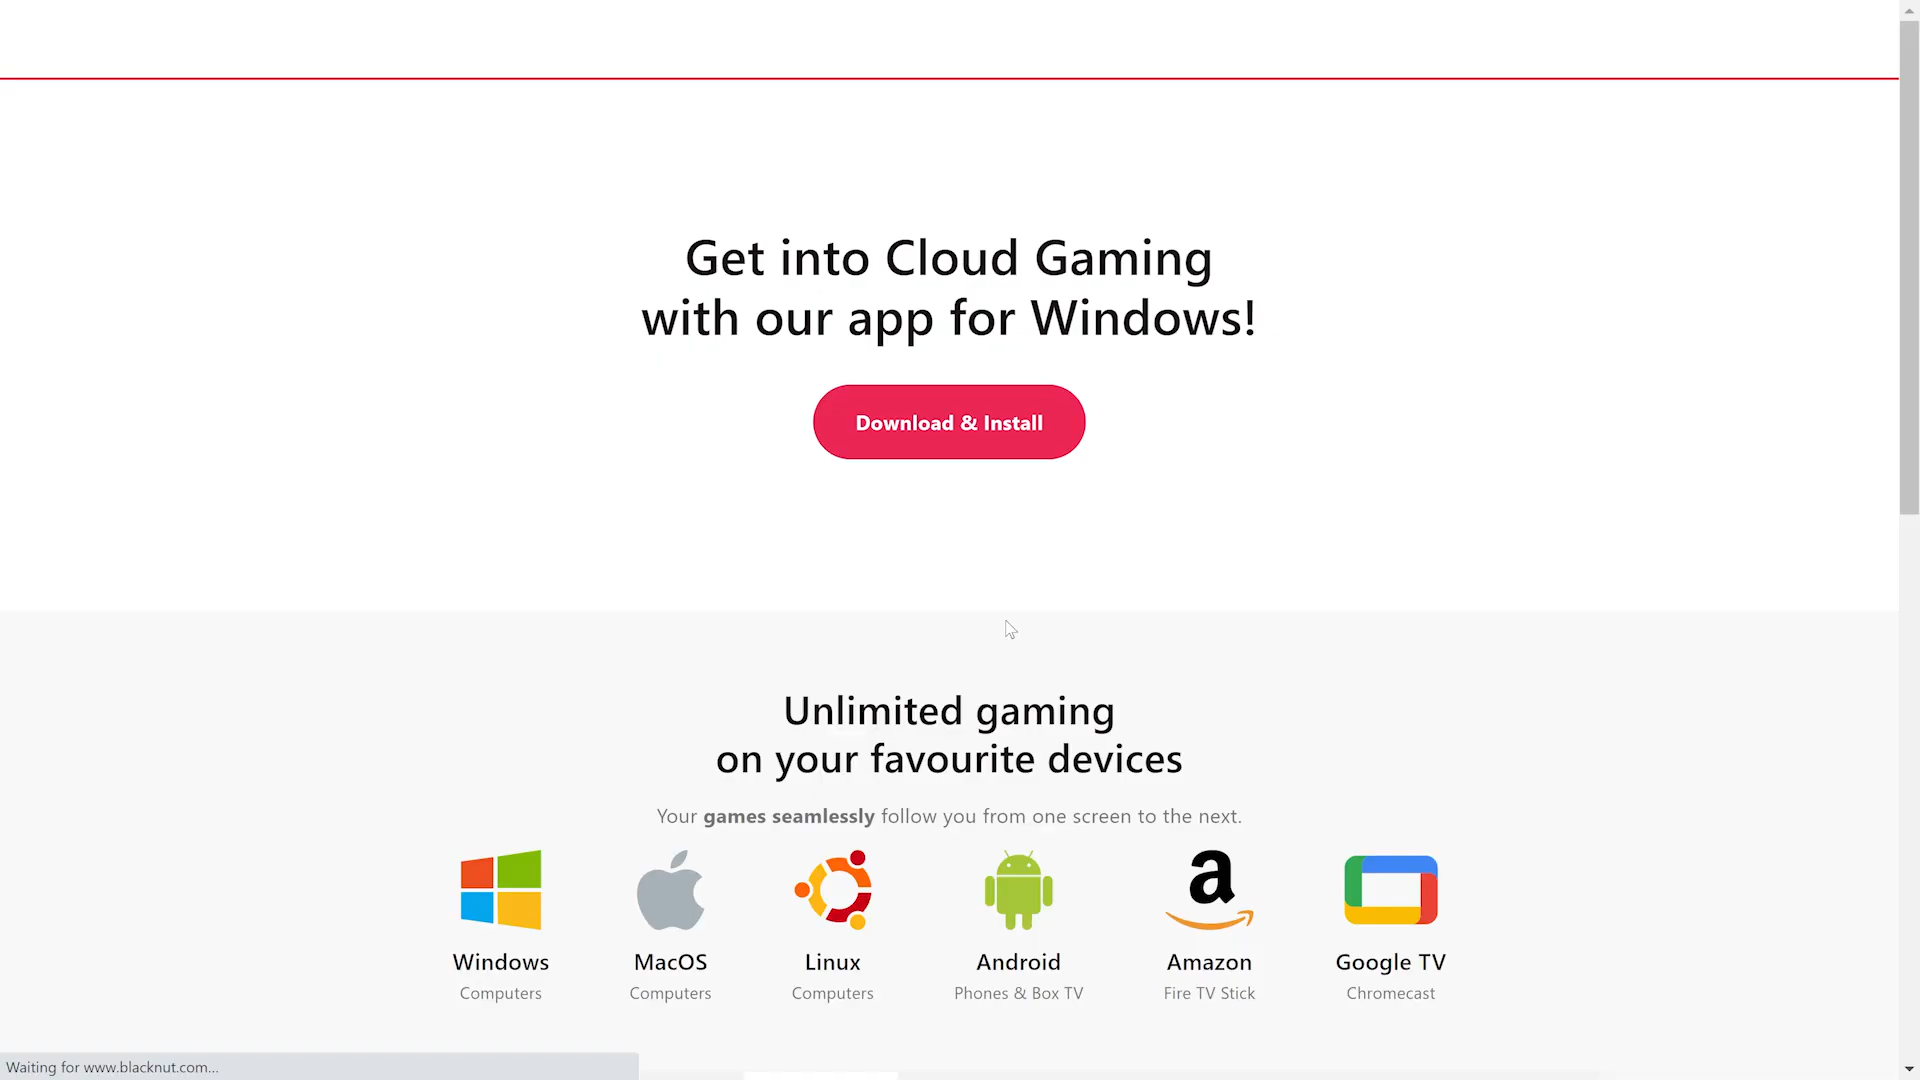 Get into Cloud Gaming
with our app for Windows!
Download & Install
Unlimited gaming
on your favourite devices
Your games seamlessly follow you from one screen to the next.
Windows
Computers
MacOS
Computers
Linux
Computers
Android
Phones & Box TV
Amazon
Fire TV Stick
Google TV
Chromecast
Waiting for www.blacknut.com...